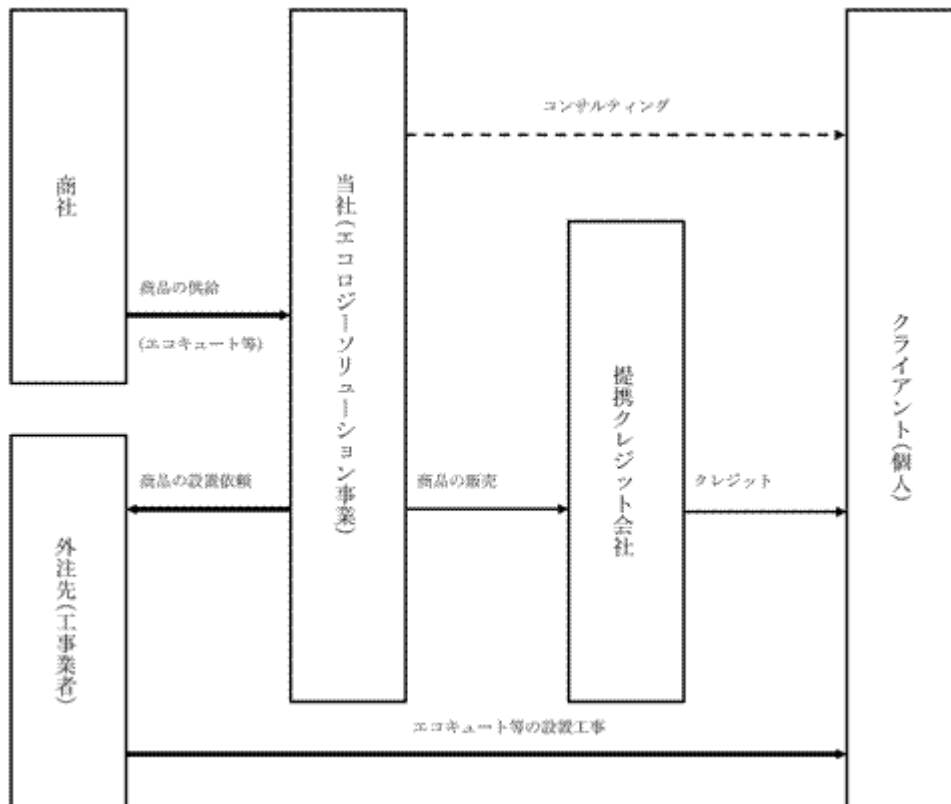 商社
当社(エコロジーソリューション事業)
コンサルティング
商品の供給
(エコキュート等)
提携クレジット会社
クライアント(個人)
商品の設置依頼
商品の販売
クレジット
外注先(工事業者)
エコキュート等の設置工事